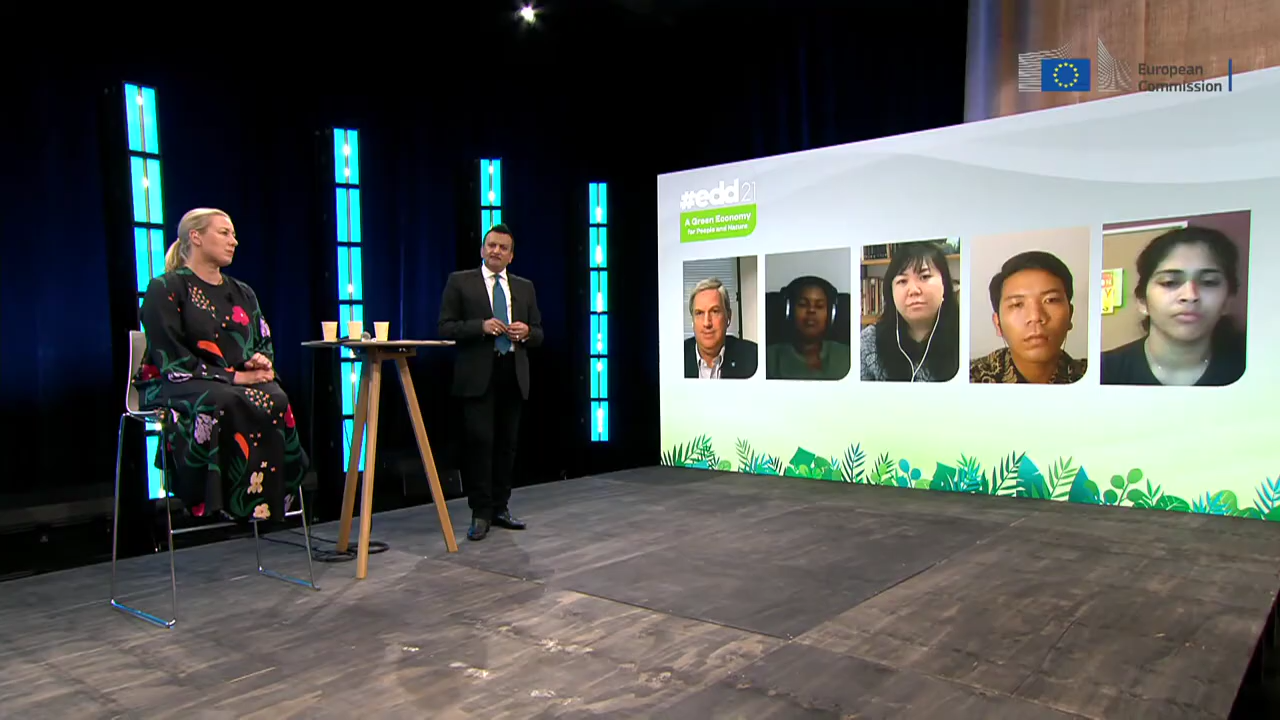 European
Commission
#edd21
A Green Economy
for People and Nature